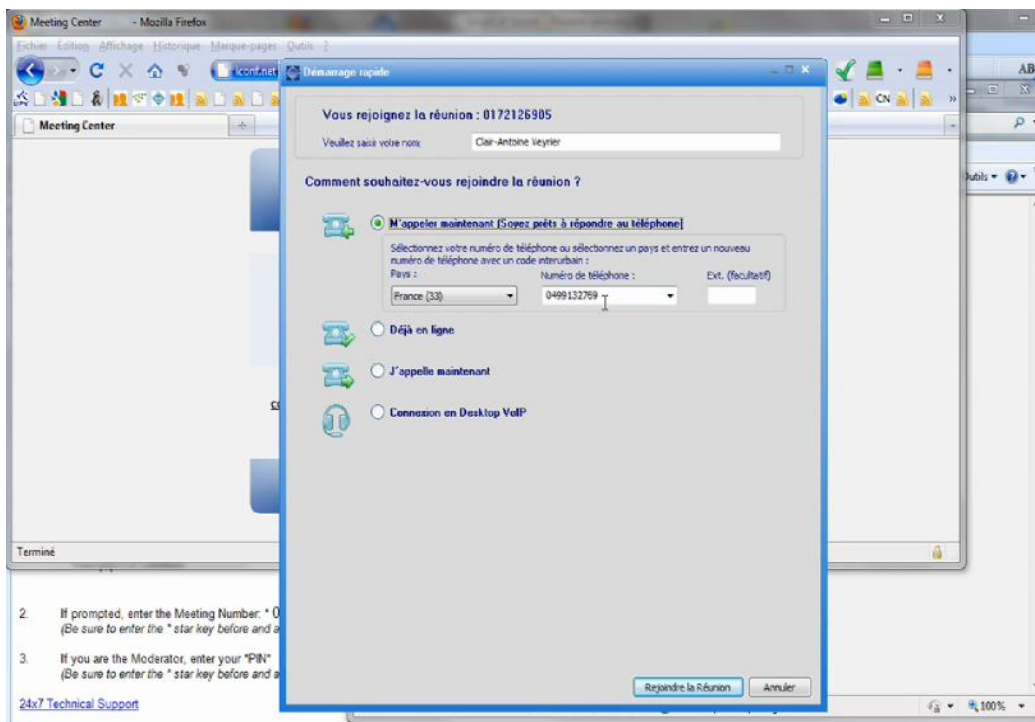 Meeting Center - Mozilla Firefox
Fichier Édition Affichage Historique Marque-pages Outils ?
iconf.net
Démarrage rapide
AB
CN
Meeting Center
Outils
Vous rejoignez la réunion : 0172126905
Veuillez saisir votre nom:
Clair-Antoine Veyrier
Comment souhaitez-vous rejoindre la réunion ?
M'appeler maintenant (Soyez prêts à répondre au téléphone)
Sélectionnez votre numéro de téléphone ou sélectionnez un pays et entrez un nouveau
numéro de téléphone avec un code interurbain :
Pays : Numéro de téléphone : Ext. (facultatif)
France (33) 0499132769
Déjà en ligne
J'appelle maintenant
Connexion en Desktop VoIP
Terminé
2. If prompted, enter the Meeting Number: * 0
(Be sure to enter the * star key before and a
3. If you are the Moderator, enter your *PIN*
(Be sure to enter the * star key before and a
24x7 Technical Support
Rejoindre la Réunion Annuler
100%